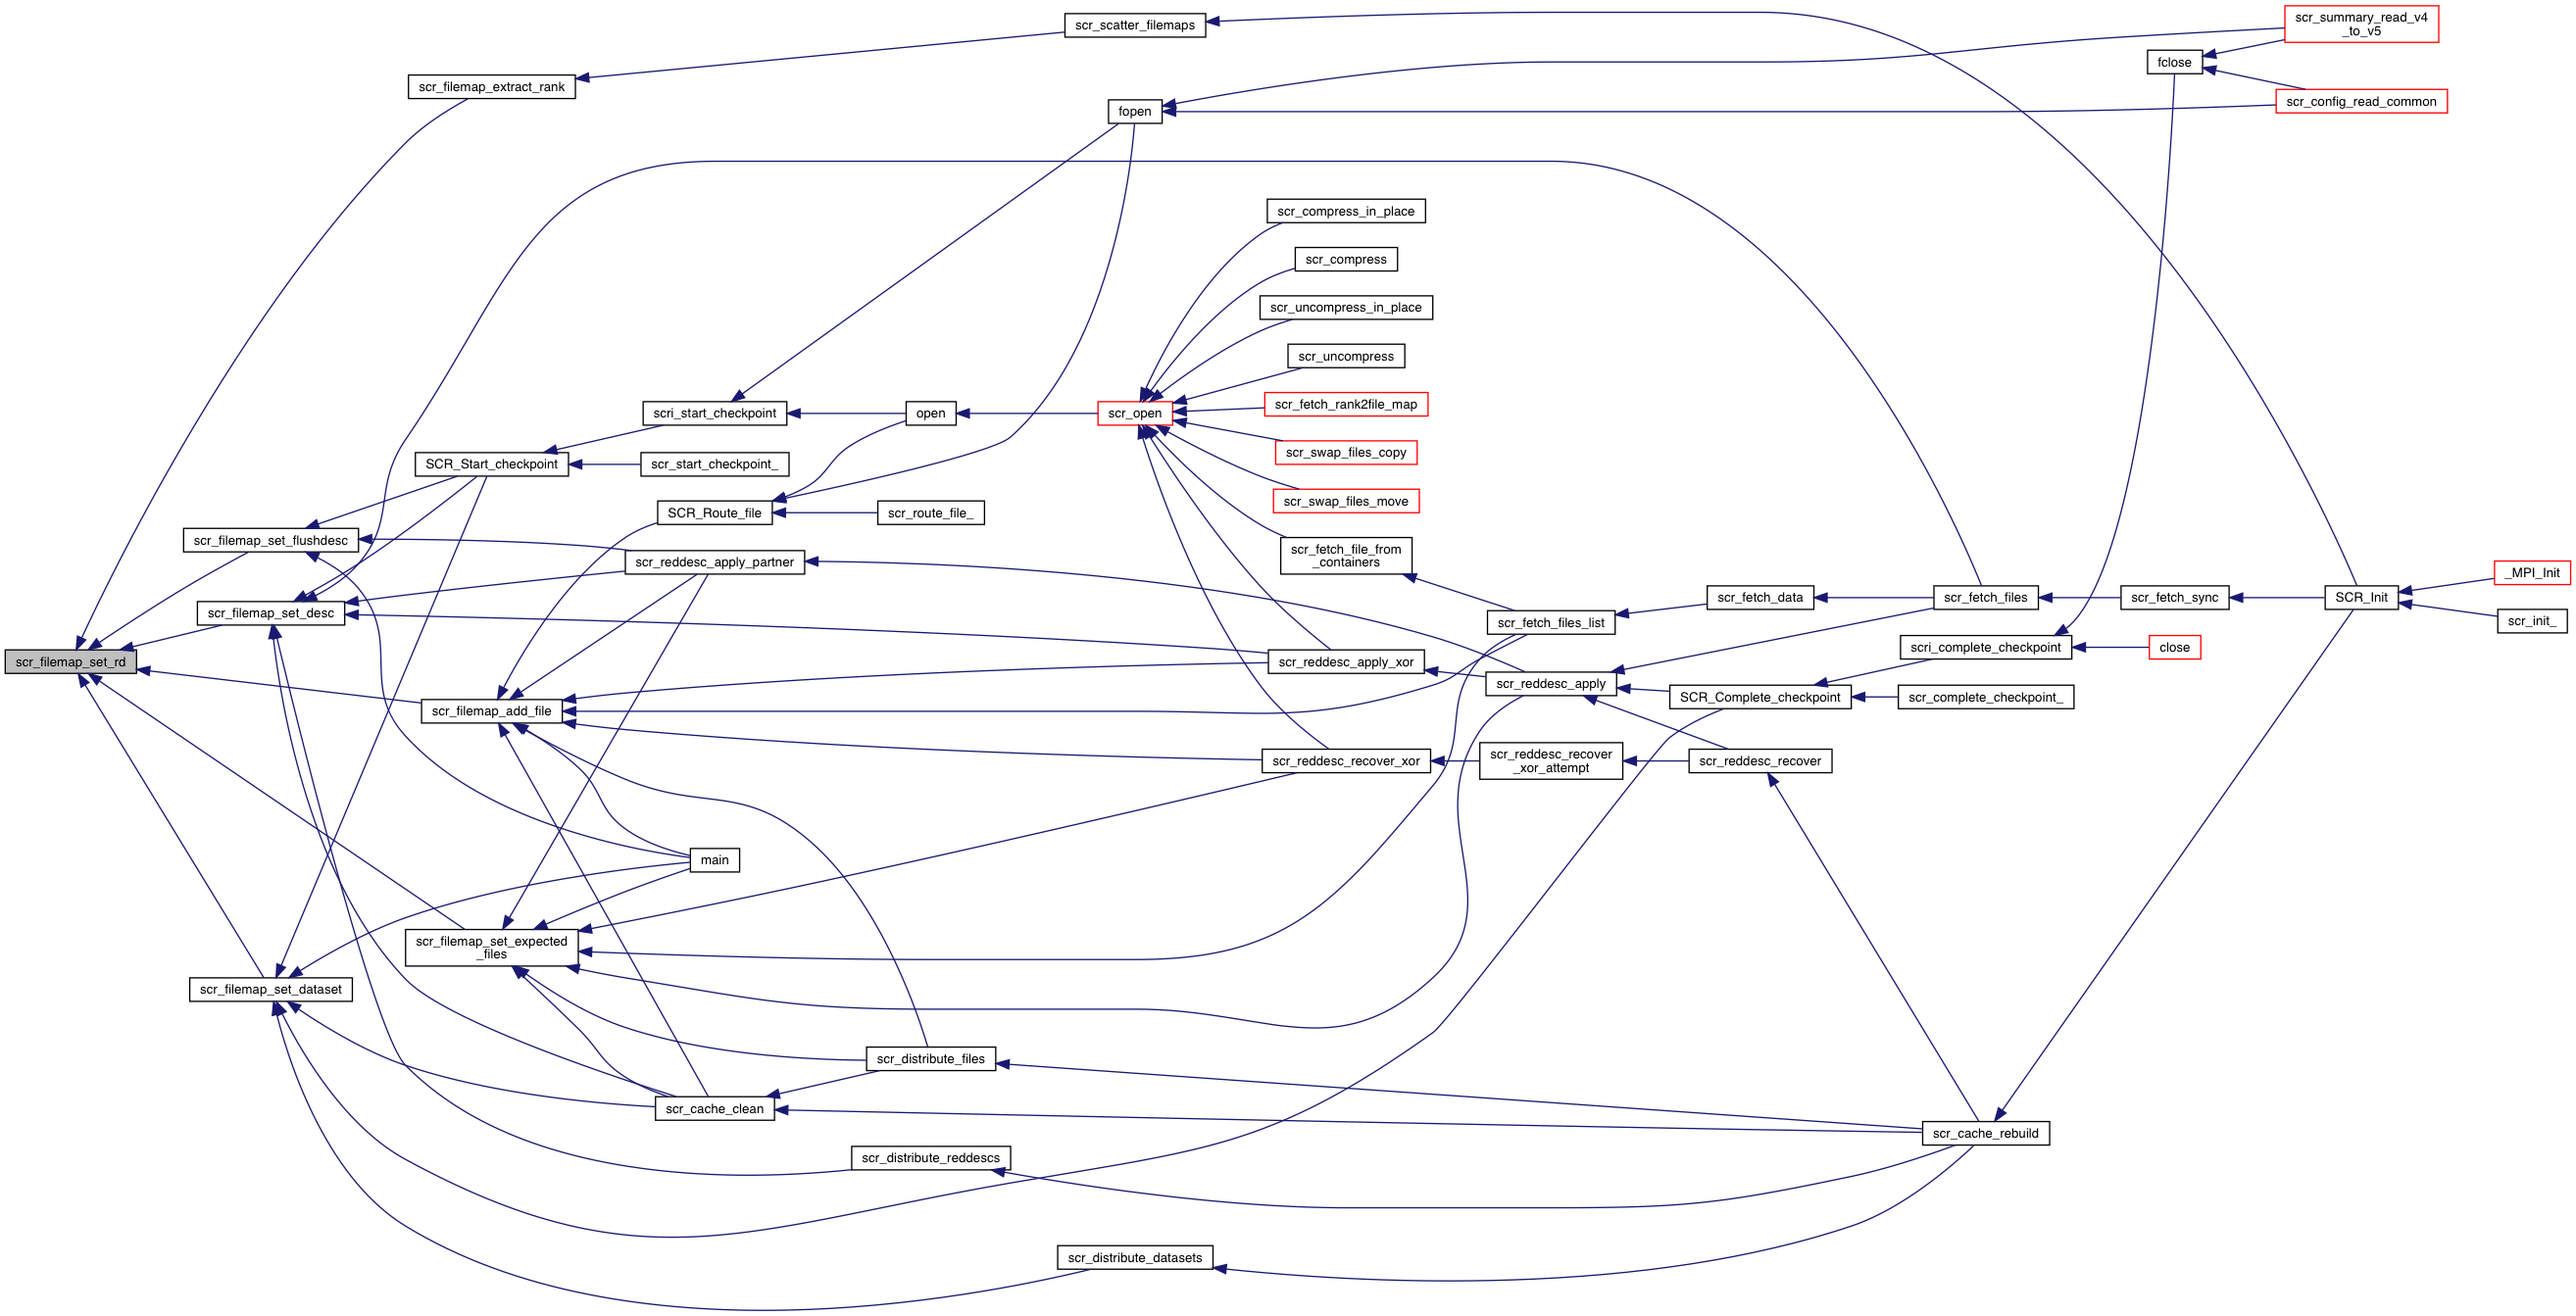 scr_summary_read_v4
_to_v5
scr_scatter_filemaps
fclose
scr_filemap_extract_rank
scr_config_read_common
fopen
scr_compress_in_place
scr_compress
scr_uncompress_in_place
scr_uncompress
scr_fetch_rank2file_map
scri_start_checkpoint
open
scr_open
scr_swap_files_copy
SCR_Start_checkpoint
scr_start_checkpoint_
scr_swap_files_move
SCR_Route_file
scr_route_file_
scr_filemap_set_flushdesc
scr_fetch_file_from
_containers
scr_reddesc_apply_partner
_MPI_Init
scr_fetch_data
scr_fetch_files
scr_fetch_sync
SCR_Init
scr_filemap_set_desc
scr_fetch_files_list
scr_init_
scri_complete_checkpoint
close
scr_filemap_set_rd
scr_reddesc_apply_xor
scr_reddesc_apply
SCR_Complete_checkpoint
scr_complete_checkpoint_
scr_filemap_add_file
scr_reddesc_recover_xor
scr_reddesc_recover
_xor_attempt
scr_reddesc_recover
main
scr_filemap_set_expected
_files
scr_filemap_set_dataset
scr_distribute_files
scr_cache_clean
scr_cache_rebuild
scr_distribute_reddescs
scr_distribute_datasets